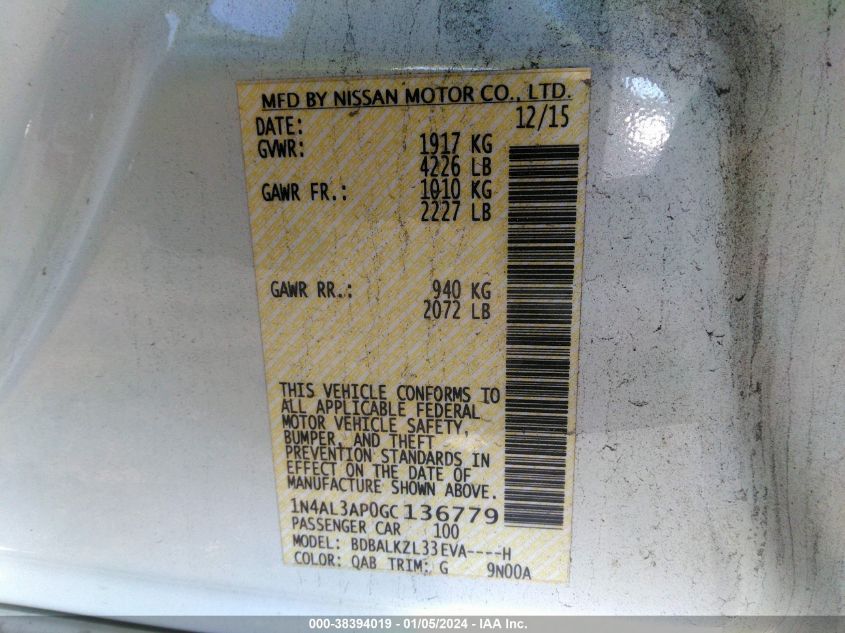 MFD BY NISSAN MOTOR CO., LTD.
DATE: 12/15
GVWR: 1917 KG
4226 LB
GAWR FR.: 1010 KG
2227 LB
GAWR RR.: 940 KG
2072 LB
THIS VEHICLE CONFORMS TO
ALL APPLICABLE FEDERAL
MOTOR VEHICLE SAFETY,
BUMPER, AND THEFT
PREVENTION STANDARDS IN
EFFECT ON THE DATE OF
MANUFACTURE SHOWN ABOVE.
1N4AL3AP0GC136779
PASSENGER CAR 100
MODEL: BDBALKZL33EVA----H
COLOR: QAB TRIM: G 9N00A
000-38394019 - 01/05/2024 - IAA Inc.